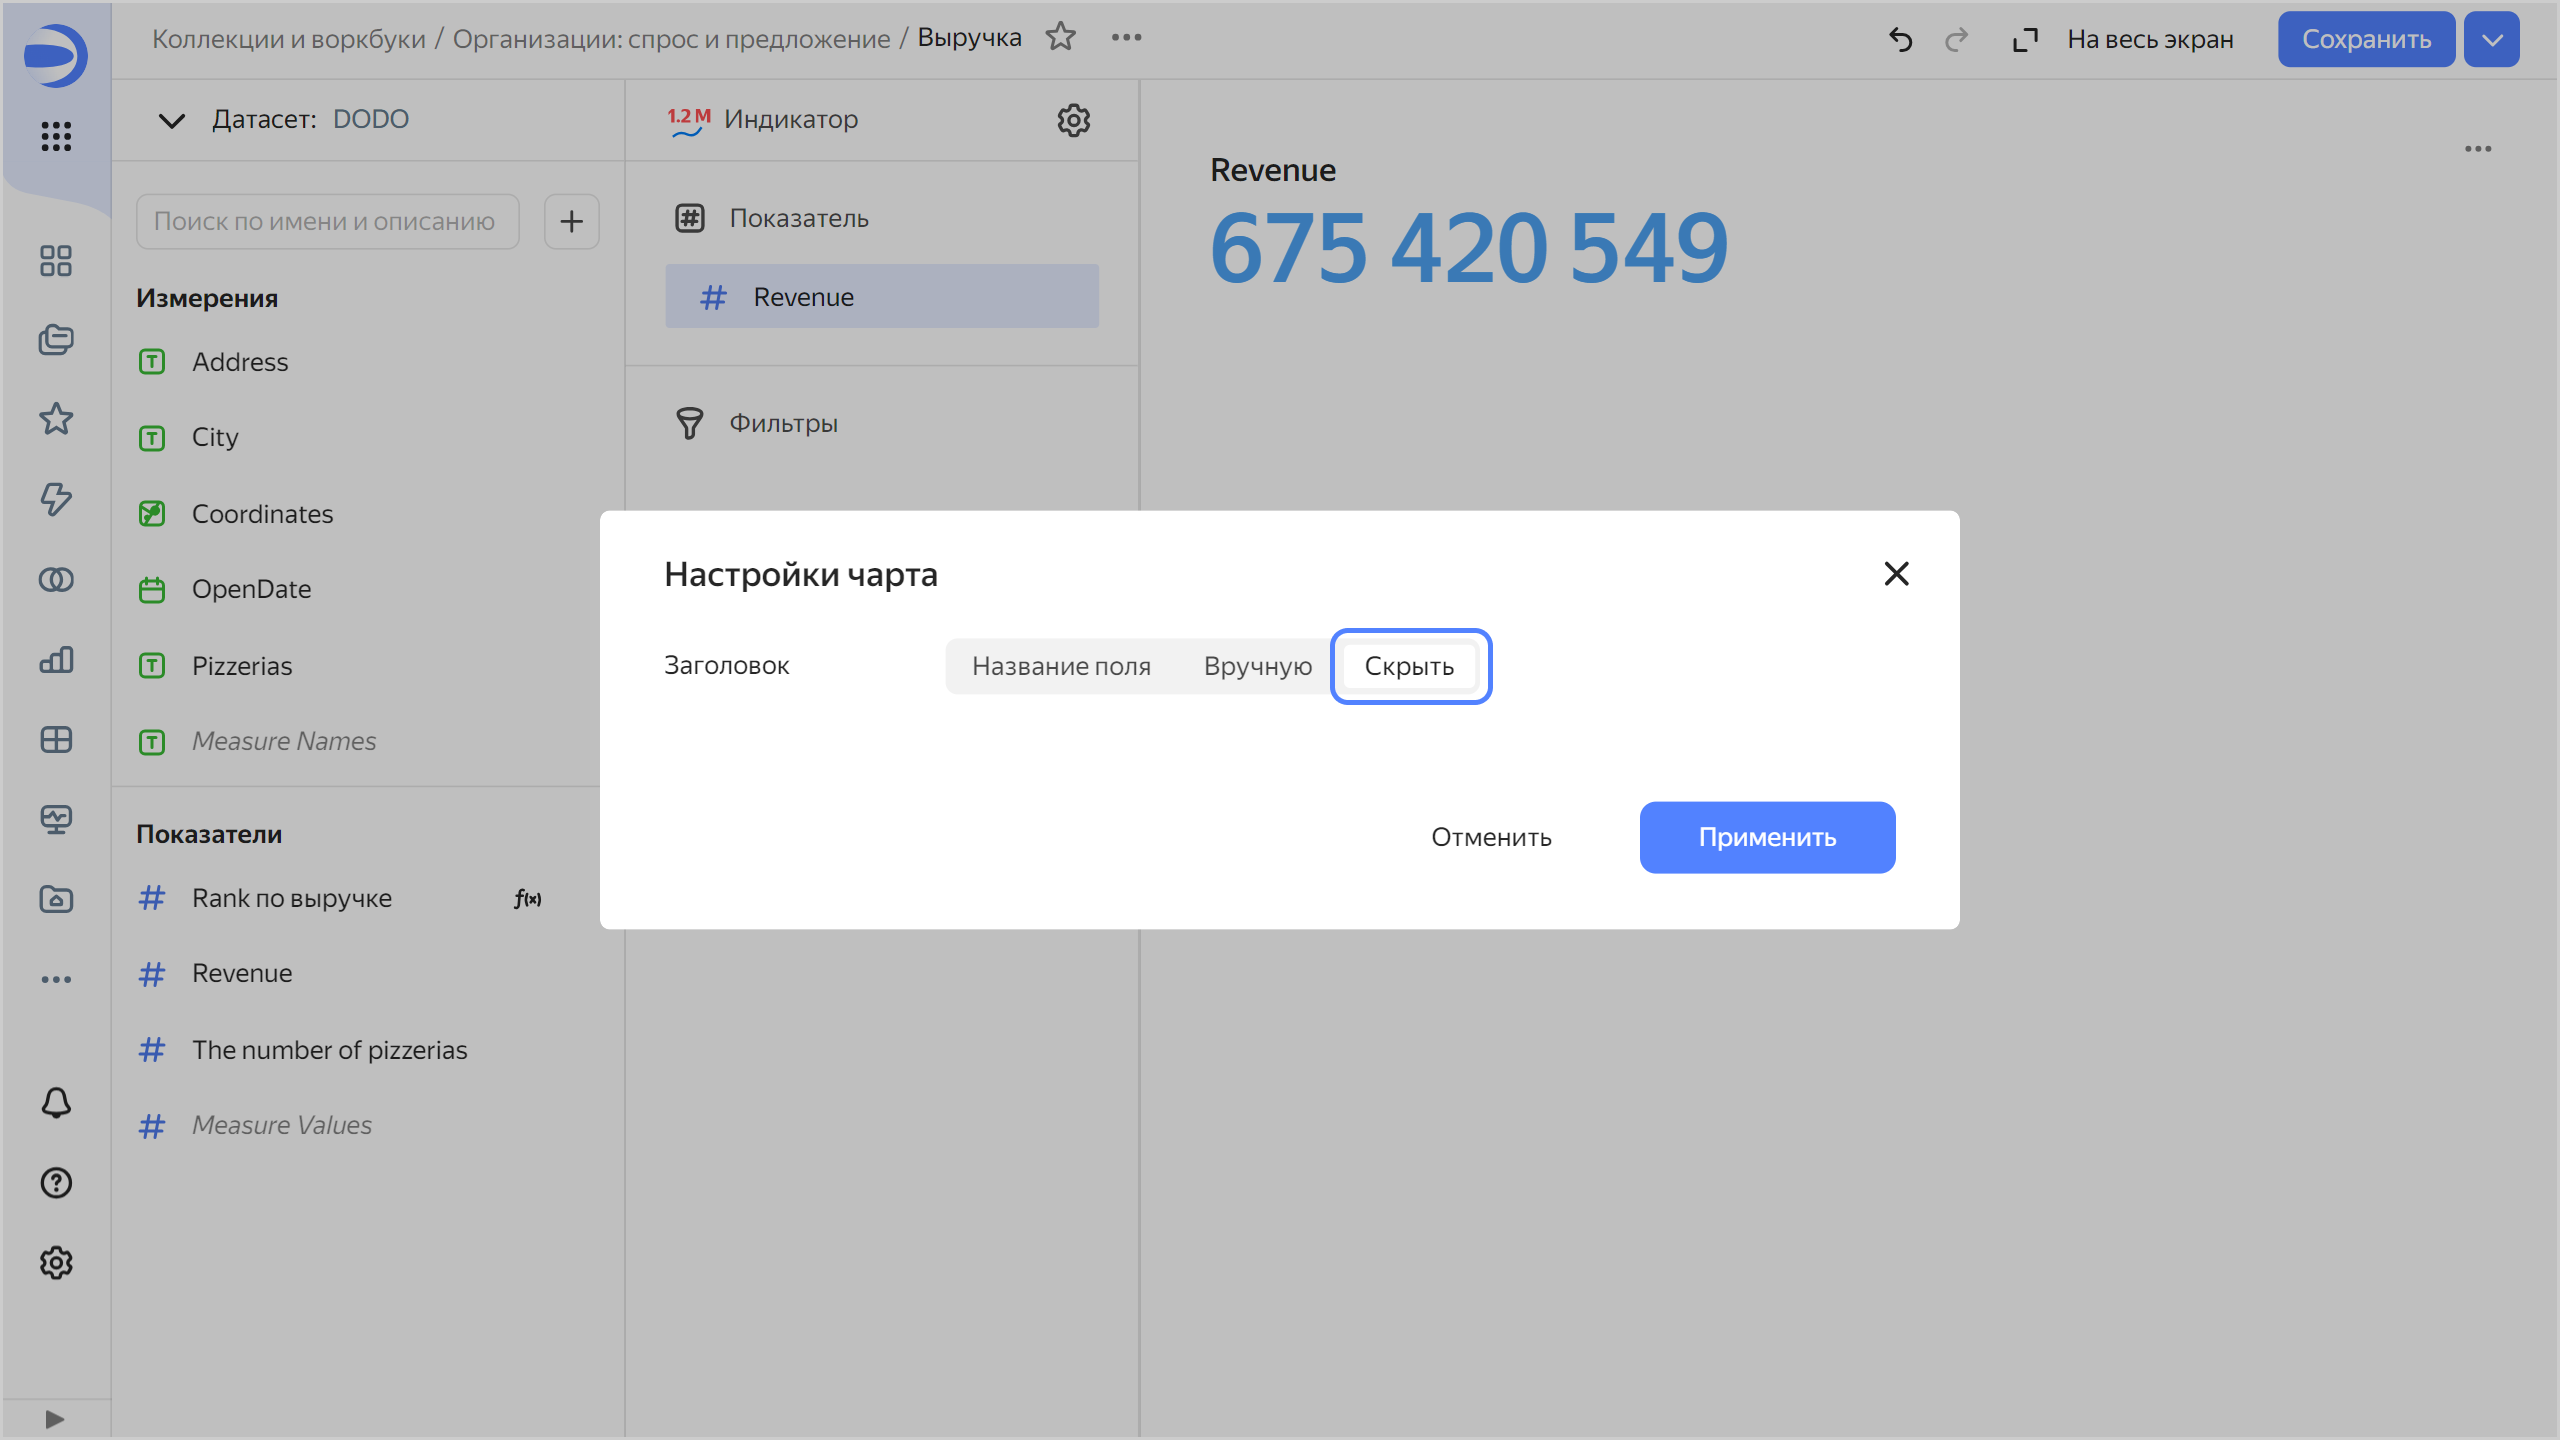 Коллекции и воркбуки / Организации: спрос и предложение / Выручка
На весь экран
Сохранить
Датасет: DODO
1.2 M Индикатор
Поиск по имени и описанию
Измерения
Address
City
Coordinates
OpenDate
Pizzerias
Measure Names
Показатели
Rank по выручке f(x)
Revenue
The number of pizzerias
Measure Values
Показатель
Revenue
Фильтры
Revenue
675 420 549
Настройки чарта
Заголовок
Название поля
Вручную
Скрыть
Отменить
Применить